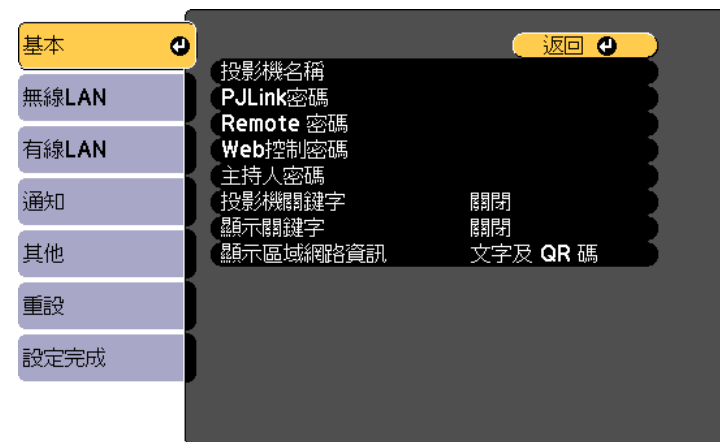 基本
無線LAN
有線LAN
通知
其他
重設
設定完成
返回
投影機名稱
PJLink密碼
Remote 密碼
Web控制密碼
主持人密碼
投影機關鍵字 關閉
顯示關鍵字 關閉
顯示區域網路資訊 文字及 QR 碼